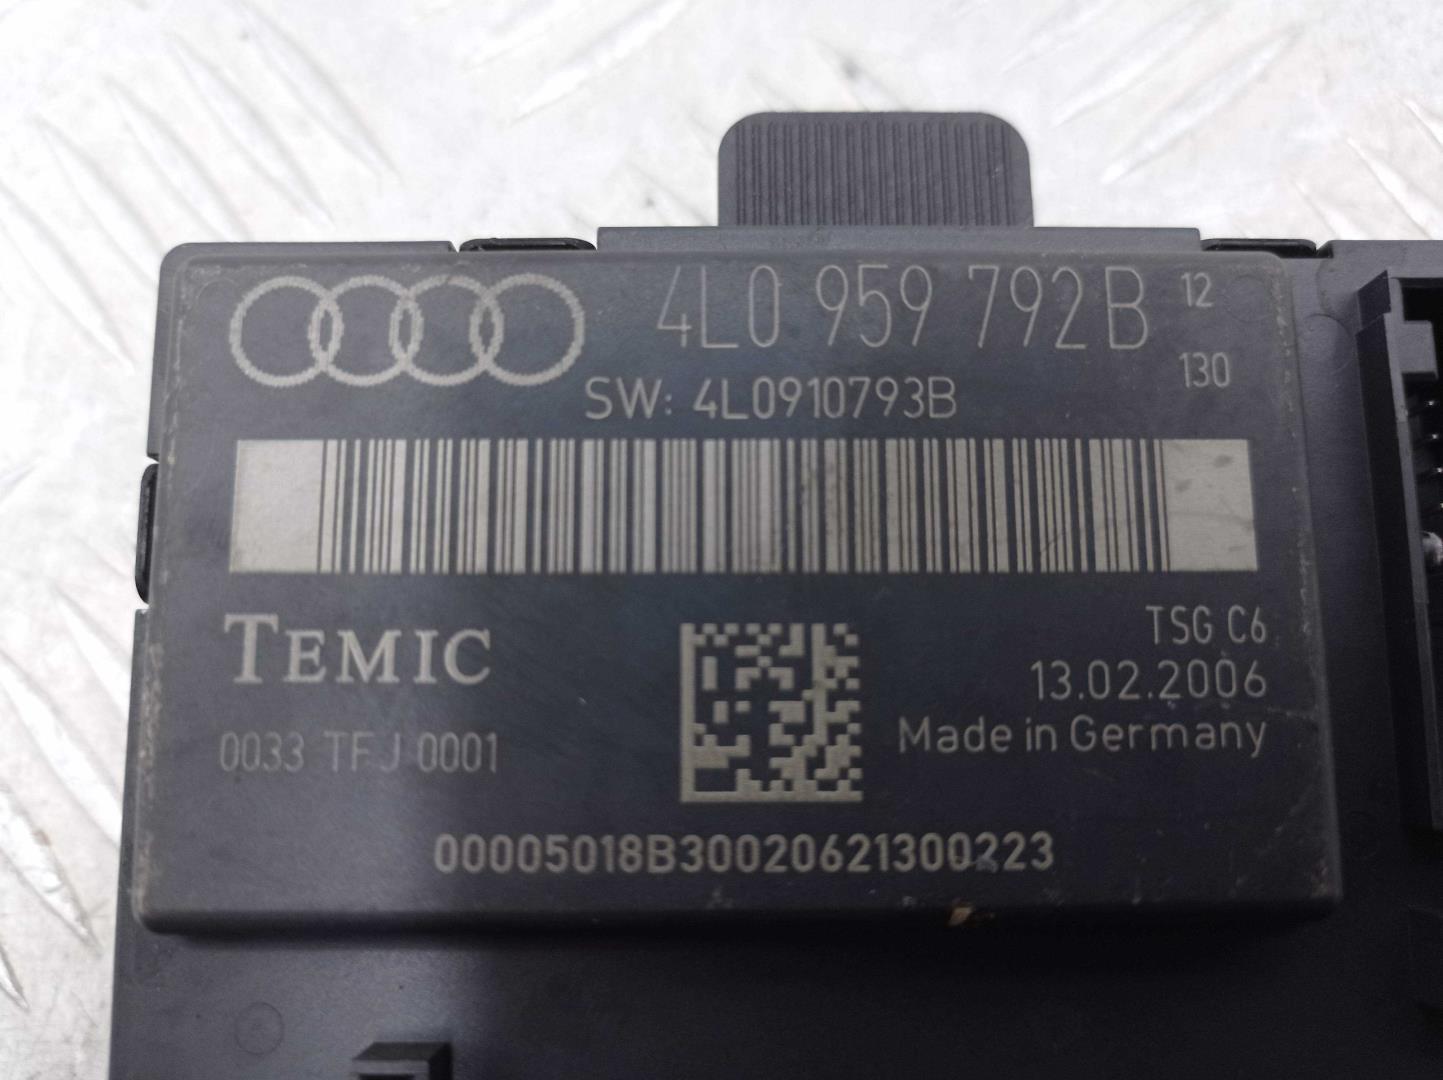 4L0 959 792B 12
130
SW: 4L0910793B
TEMIC
TSG C6
13.02.2006
0033 TFJ 0001
Made in Germany
00005018B30020621300223